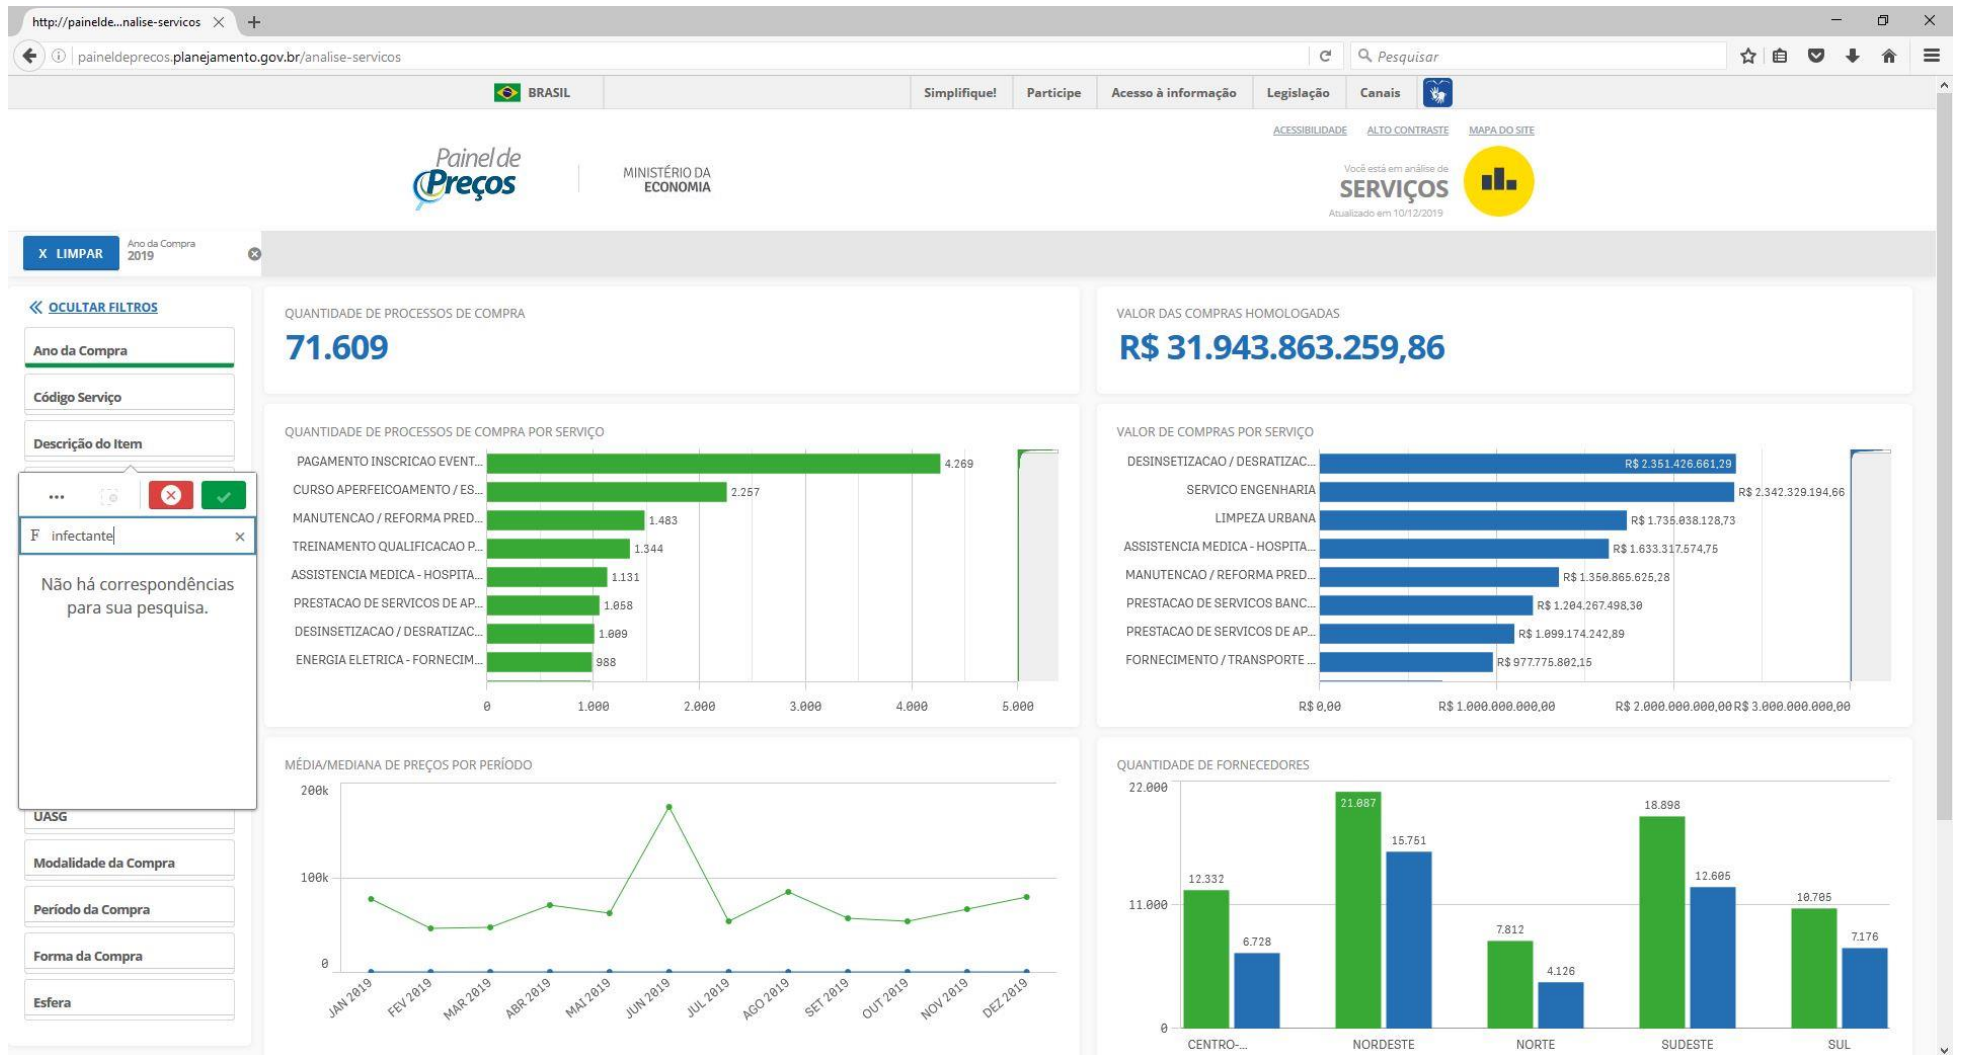 http://painelde...nalise-servicos
paineldeprecos.planejamento.gov.br/analise-servicos
Pesquisar
BRASIL
Simplifique!
Participe
Acesso à informação
Legislação
Canais
ACESSIBILIDADE
ALTO CONTRASTE
MAPA DO SITE
Painel de
Preços
MINISTÉRIO DA
ECONOMIA
Você está em análise de
SERVIÇOS
Atualizado em 10/12/2019
X LIMPAR
Ano da Compra
2019
OCULTAR FILTROS
Ano da Compra
Código Serviço
Descrição do Item
F infectante
Não há correspondências
para sua pesquisa.
UASG
Modalidade da Compra
Período da Compra
Forma da Compra
Esfera
QUANTIDADE DE PROCESSOS DE COMPRA
71.609
VALOR DAS COMPRAS HOMOLOGADAS
R$ 31.943.863.259,86
QUANTIDADE DE PROCESSOS DE COMPRA POR SERVIÇO
PAGAMENTO INSCRICAO EVENT... 4.269
CURSO APERFEICOAMENTO / ES... 2.257
MANUTENCAO / REFORMA PRED... 1.483
TREINAMENTO QUALIFICACAO P... 1.344
ASSISTENCIA MEDICA - HOSPITA... 1.131
PRESTACAO DE SERVICOS DE AP... 1.058
DESINSETIZACAO / DESRATIZAC... 1.009
ENERGIA ELETRICA - FORNECIM... 988
0 1.000 2.000 3.000 4.000 5.000
VALOR DE COMPRAS POR SERVIÇO
DESINSETIZACAO / DESRATIZAC... R$ 2.351.426.661,29
SERVICO ENGENHARIA R$ 2.342.329.194,66
LIMPEZA URBANA R$ 1.735.038.128,73
ASSISTENCIA MEDICA - HOSPITA... R$ 1.633.317.574,75
MANUTENCAO / REFORMA PRED... R$ 1.350.865.625,28
PRESTACAO DE SERVICOS BANC... R$ 1.204.267.498,30
PRESTACAO DE SERVICOS DE AP... R$ 1.099.174.242,89
FORNECIMENTO / TRANSPORTE ... R$ 977.775.802,15
R$ 0,00 R$ 1.000.000.000,00 R$ 2.000.000.000,00 R$ 3.000.000.000,00
MÉDIA/MEDIANA DE PREÇOS POR PERÍODO
200k
100k
0
JAN 2019 FEV 2019 MAR 2019 ABR 2019 MAI 2019 JUN 2019 JUL 2019 AGO 2019 SET 2019 OUT 2019 NOV 2019 DEZ 2019
QUANTIDADE DE FORNECEDORES
22.000
11.000
0
12.332 6.728
21.087 15.751
7.812 4.126
18.898 12.605
10.705 7.176
CENTRO-... NORDESTE NORTE SUDESTE SUL